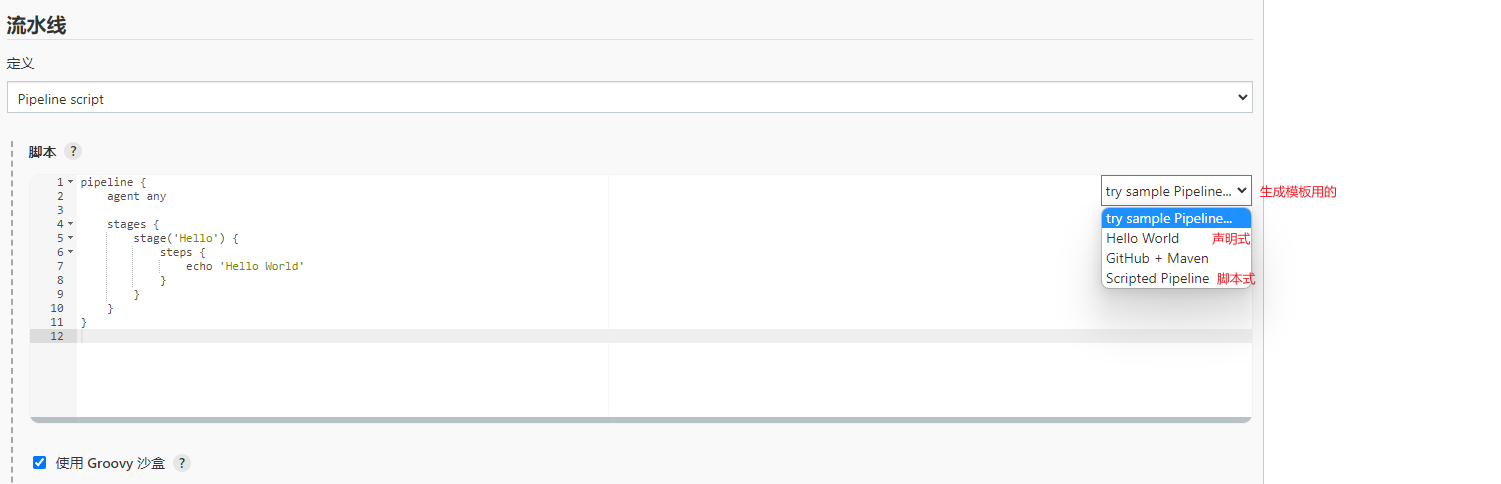 流水线
定义
Pipeline script
脚本 ?
1 pipeline {
2     agent any
3
4     stages {
5         stage('Hello') {
6             steps {
7                 echo 'Hello World'
8             }
9         }
10     }
11 }
12
try sample Pipeline... 生成模板用的
try sample Pipeline...
Hello World 声明式
GitHub + Maven
Scripted Pipeline 脚本式
使用 Groovy 沙盒 ?